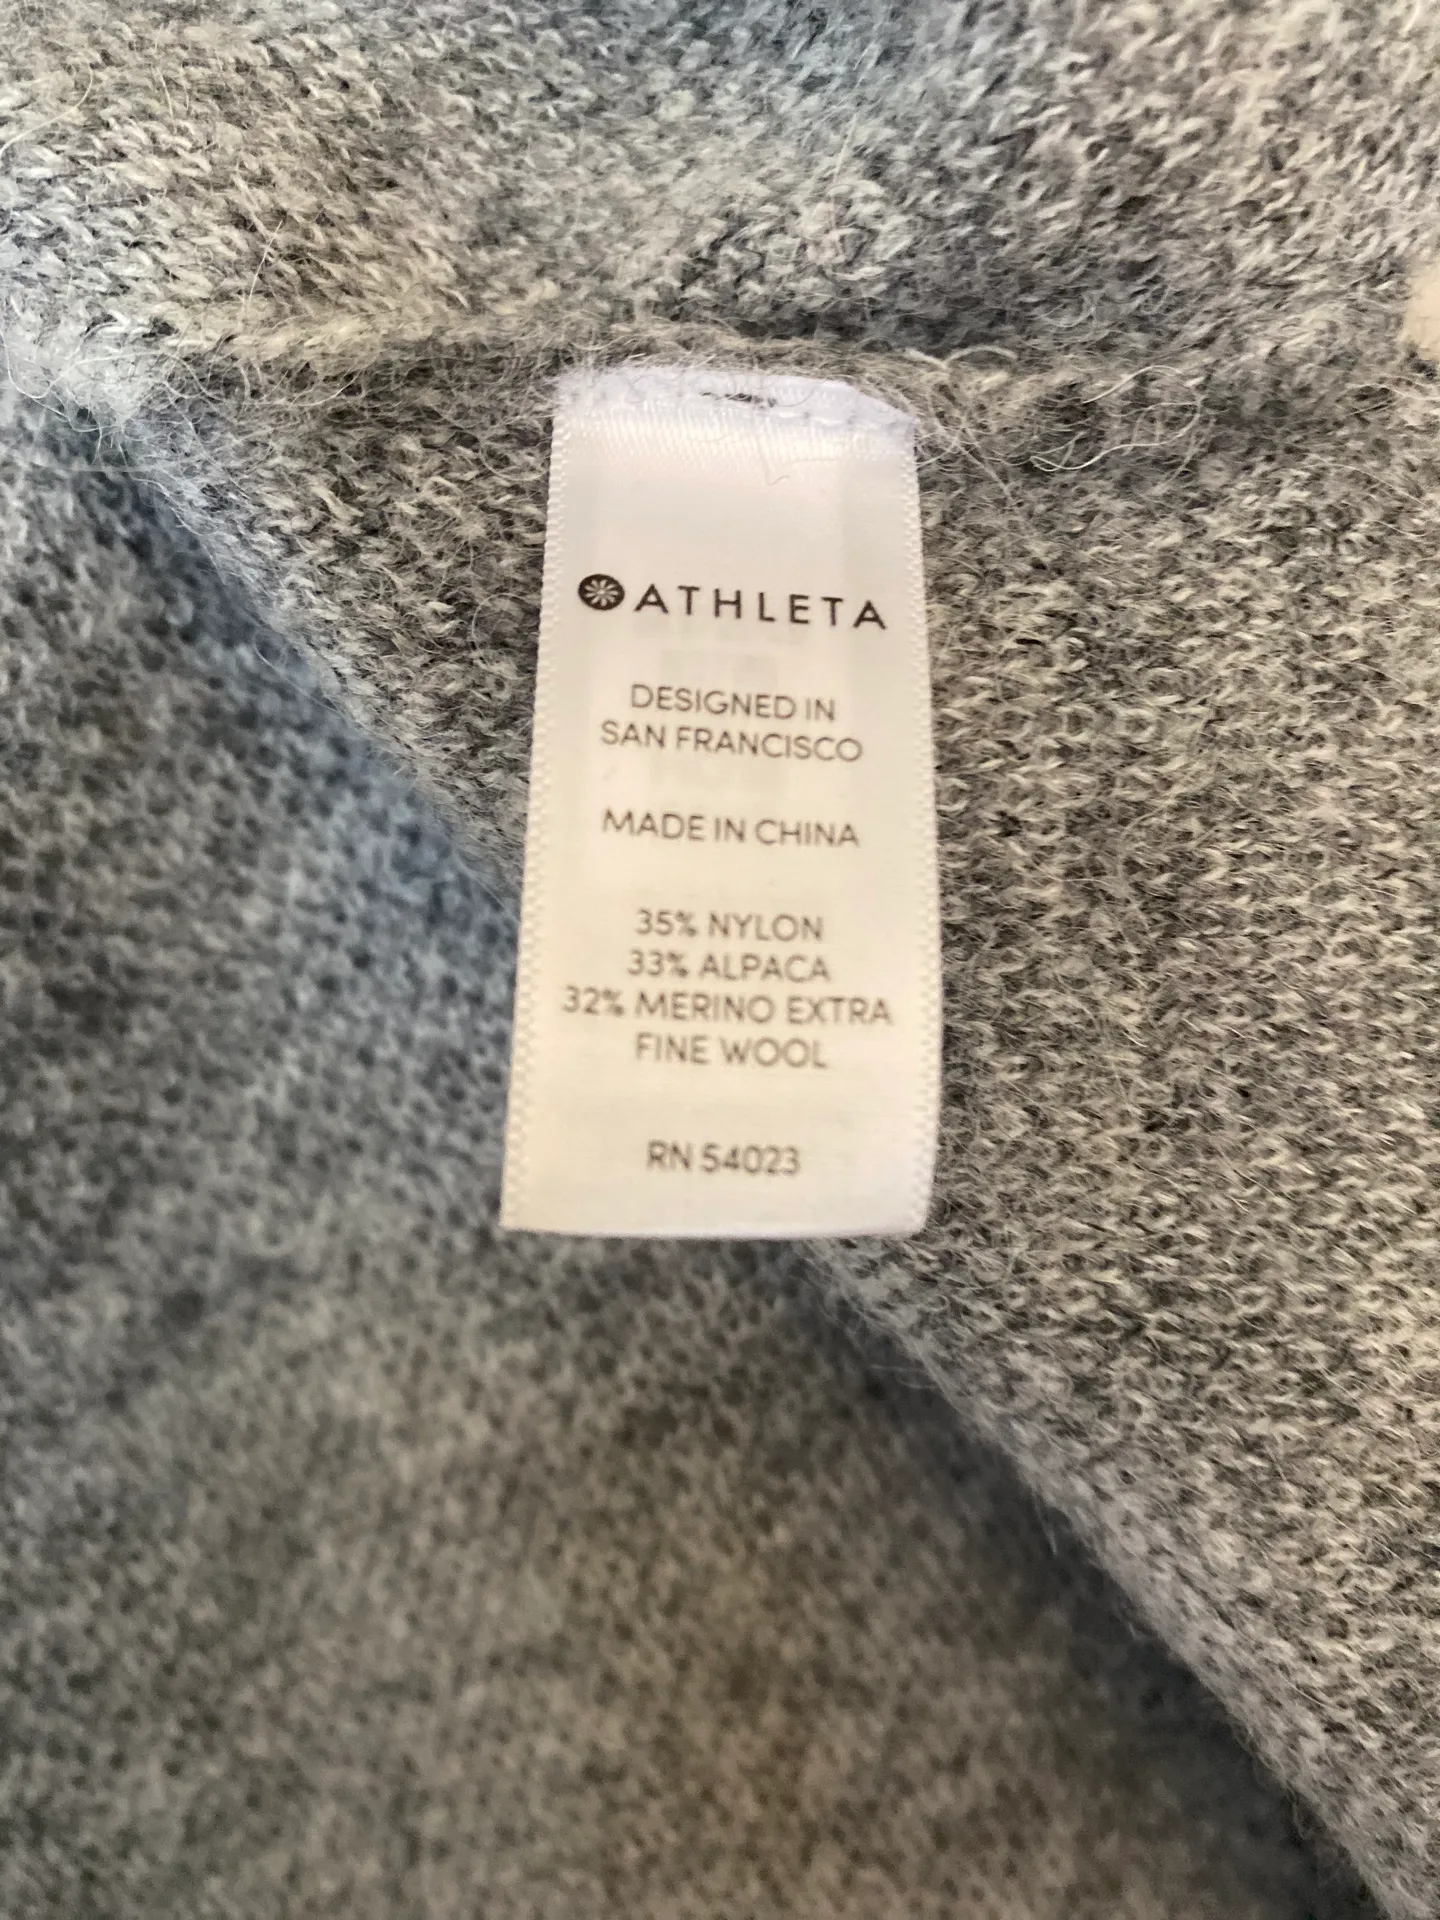 ATHLETA
DESIGNED IN
SAN FRANCISCO
MADE IN CHINA
35% NYLON
33% ALPACA
32% MERINO EXTRA
FINE WOOL
RN 54023